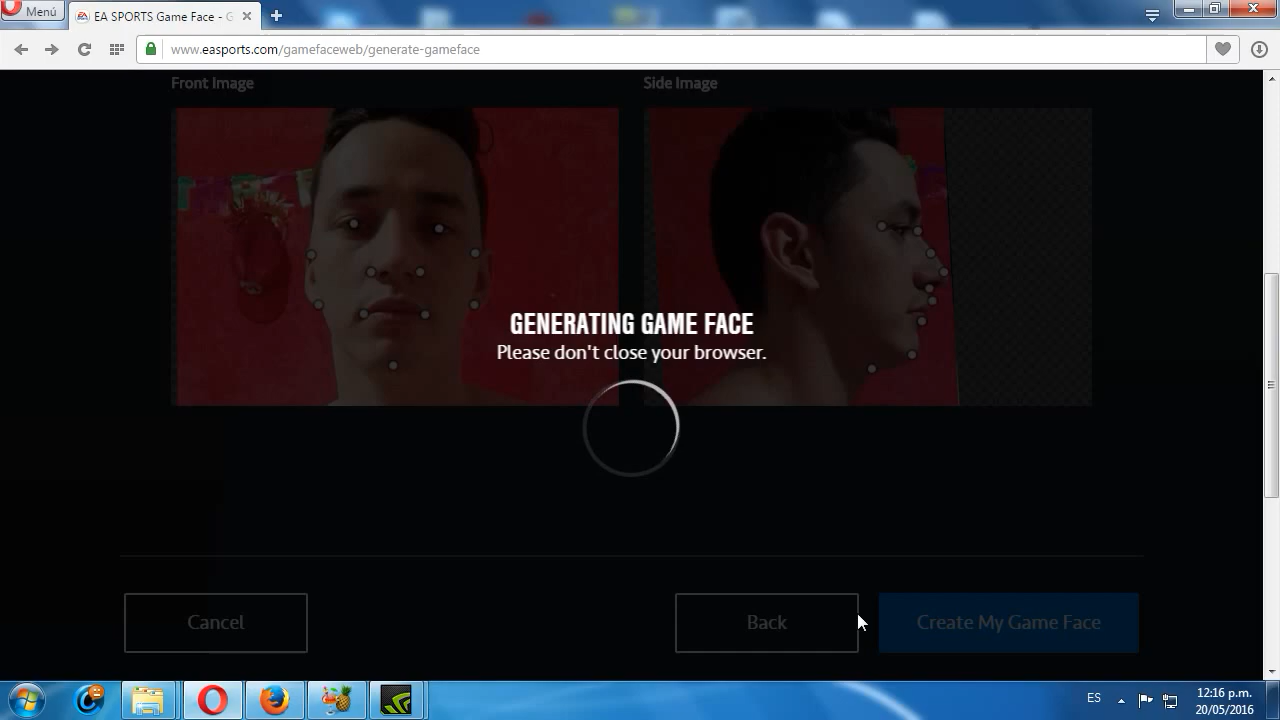 Menú
EA SPORTS Game Face - G
www.easports.com/gamefaceweb/generate-gameface
Front Image
Side Image
GENERATING GAME FACE
Please don't close your browser.
Cancel
Back
Create My Game Face
ES
12:16 p.m.
20/05/2016